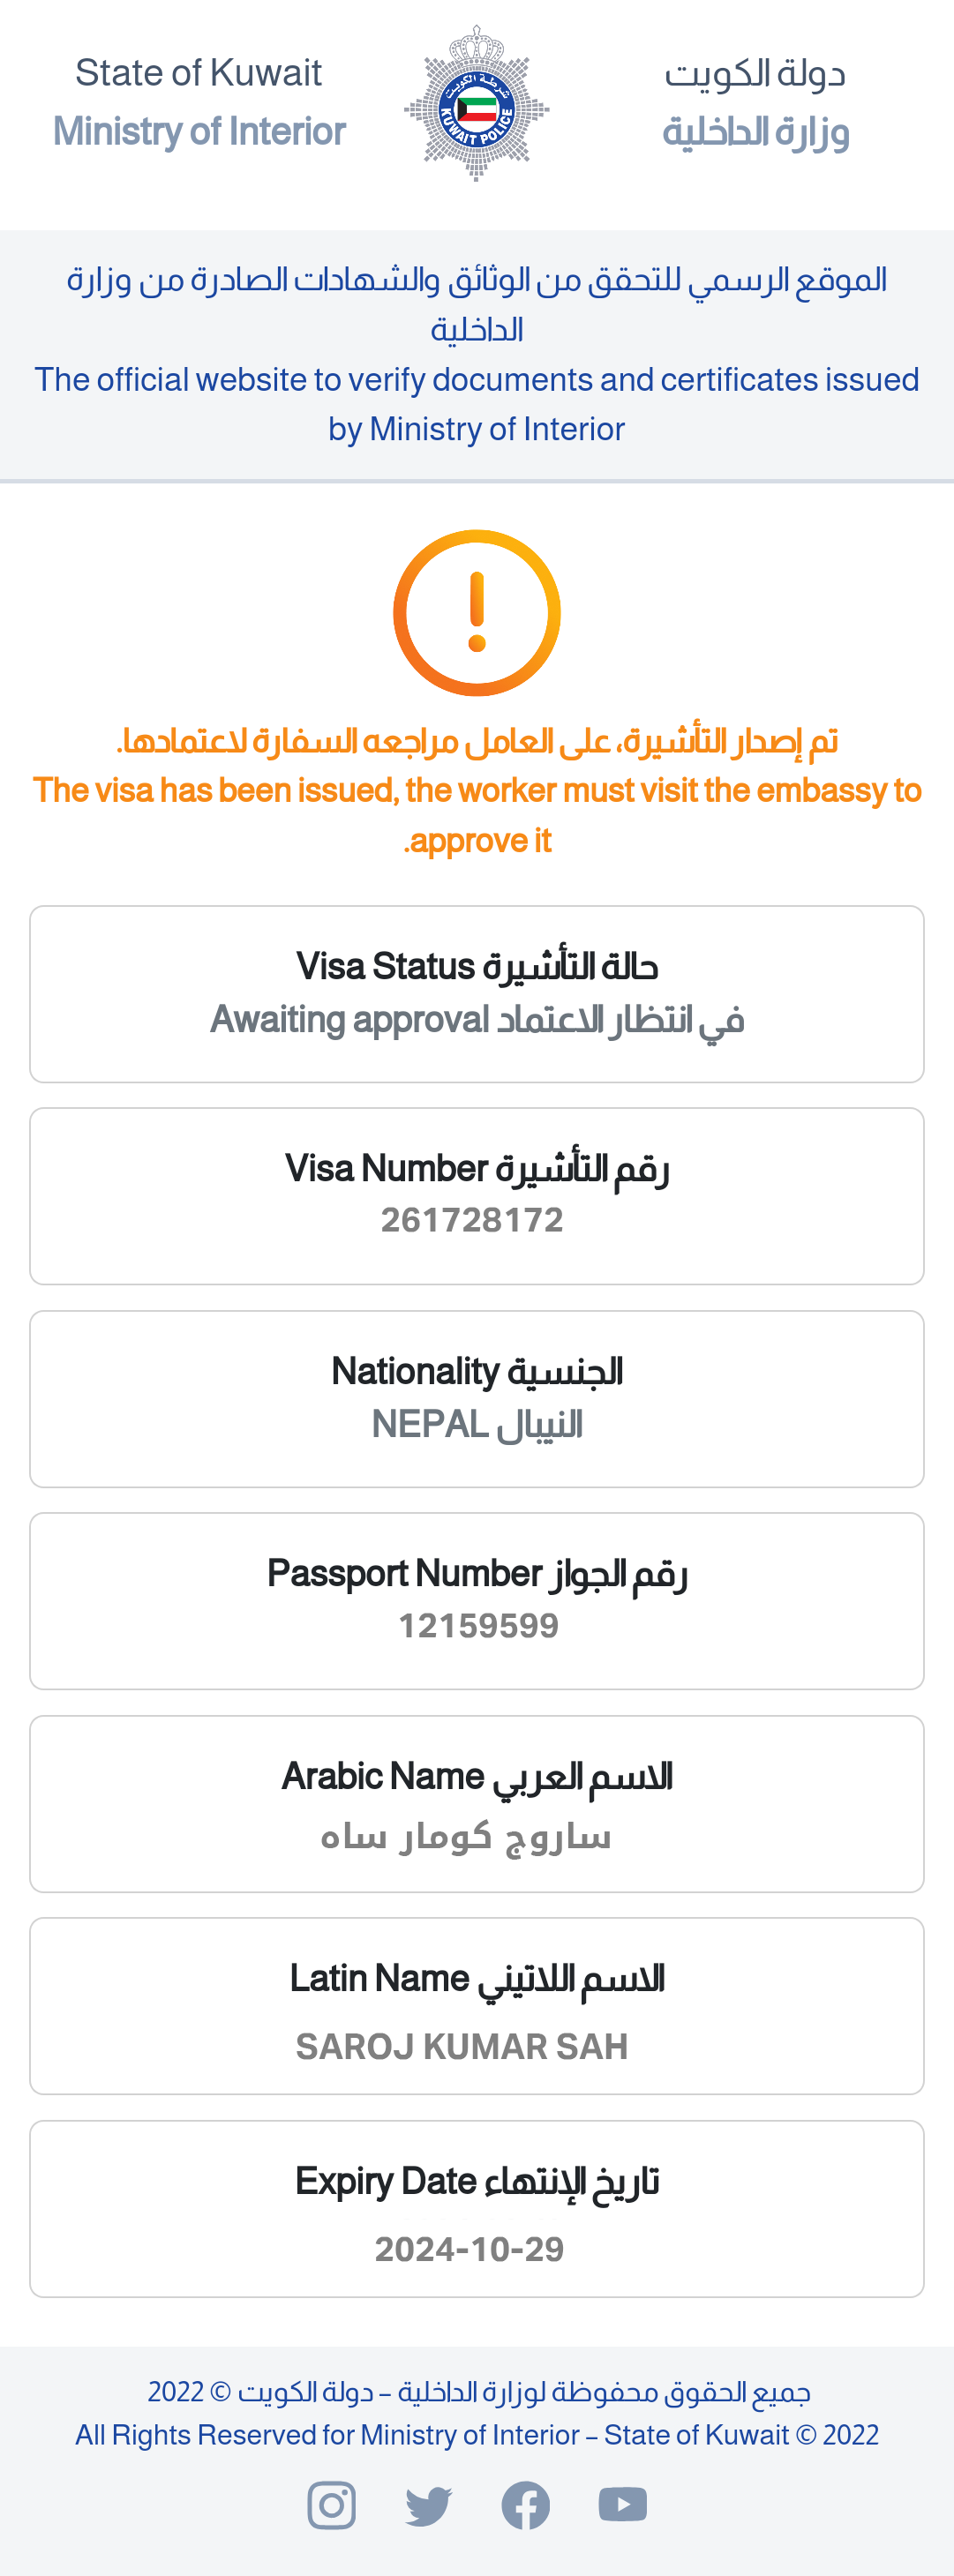 State of Kuwait
Ministry of Interior
شرطة الكويت
KUWAIT POLICE
دولة الكويت
وزارة الداخلية
الموقع الرسمي للتحقق من الوثائق والشهادات الصادرة من وزارة
الداخلية
The official website to verify documents and certificates issued
by Ministry of Interior
تم إصدار التأشيرة، على العامل مراجعه السفارة لاعتمادها.
The visa has been issued, the worker must visit the embassy to
.approve it
Visa Status حالة التأشيرة
Awaiting approval في انتظار الاعتماد
Visa Number رقم التأشيرة
261728172
Nationality الجنسية
NEPAL النيبال
Passport Number رقم الجواز
12159599
Arabic Name الاسم العربي
ساروج كومار ساه
Latin Name الاسم اللاتيني
SAROJ KUMAR SAH
Expiry Date تاريخ الإنتهاء
2024-10-29
جميع الحقوق محفوظة لوزارة الداخلية – دولة الكويت © 2022
All Rights Reserved for Ministry of Interior – State of Kuwait © 2022